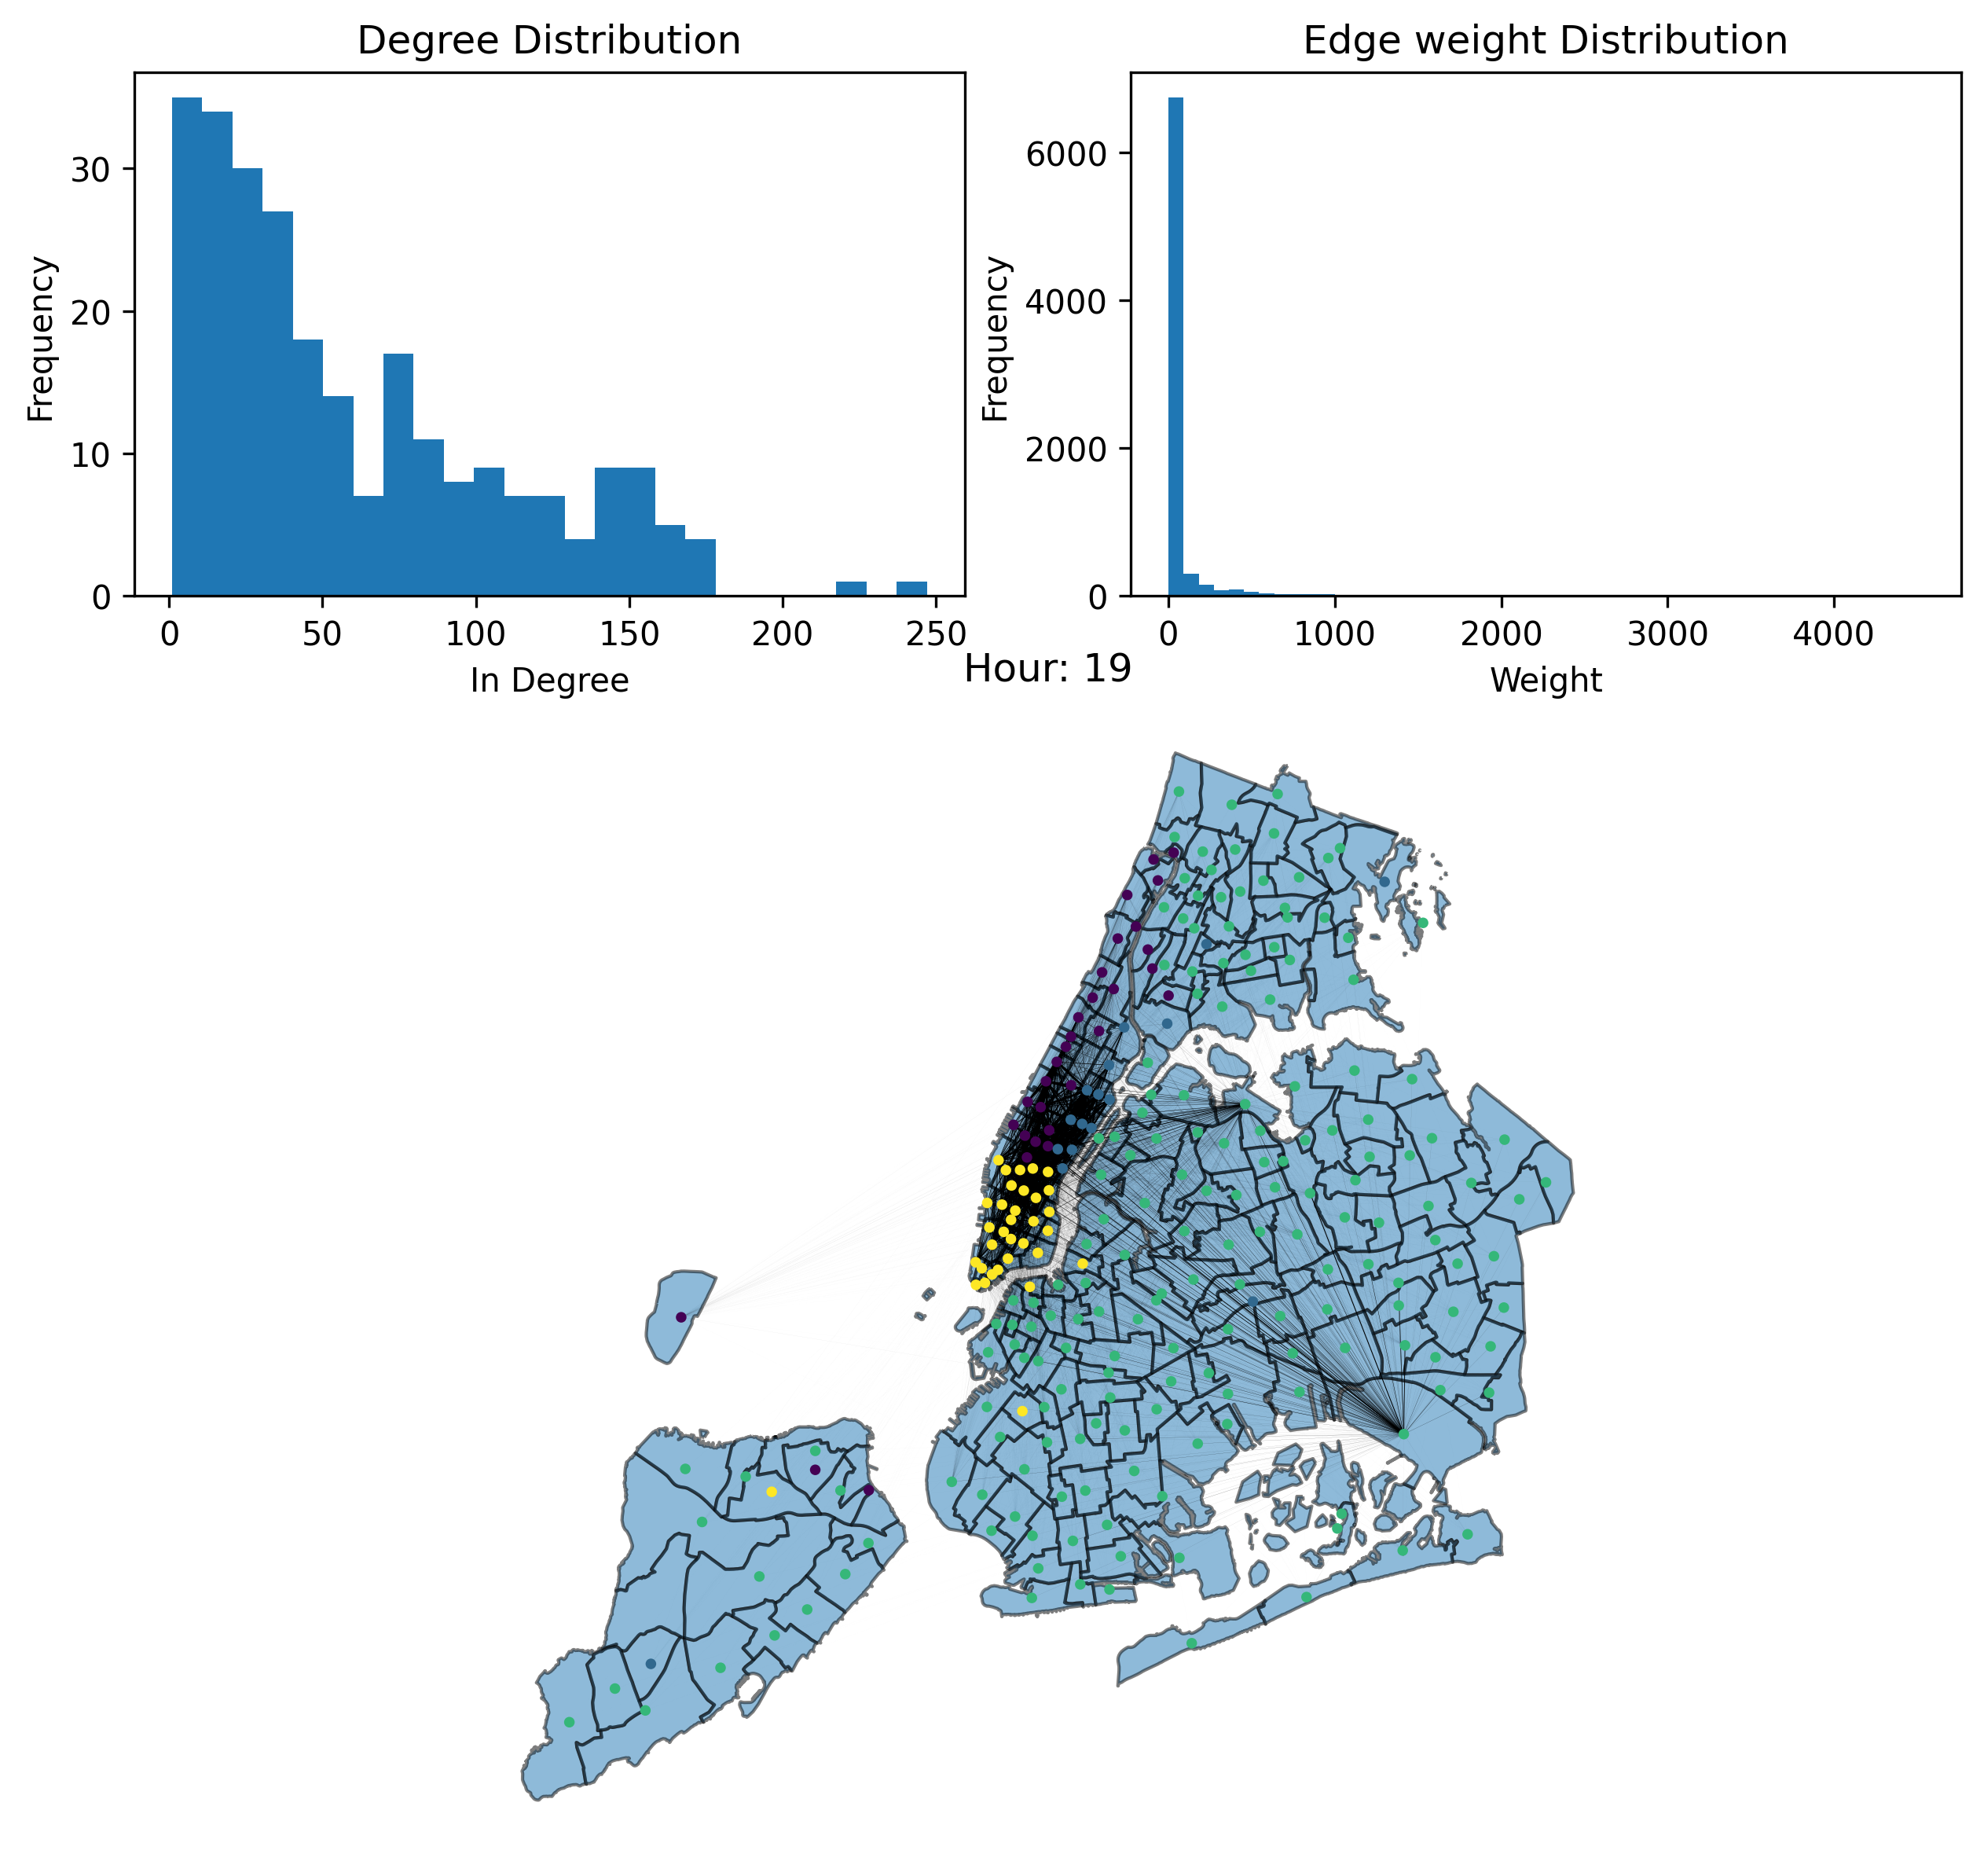 Degree Distribution
Frequency
30
20
10
0
0 50 100 150 200 250
In Degree
Edge weight Distribution
Frequency
6000
4000
2000
0
0 1000 2000 3000 4000
Weight
Hour: 19